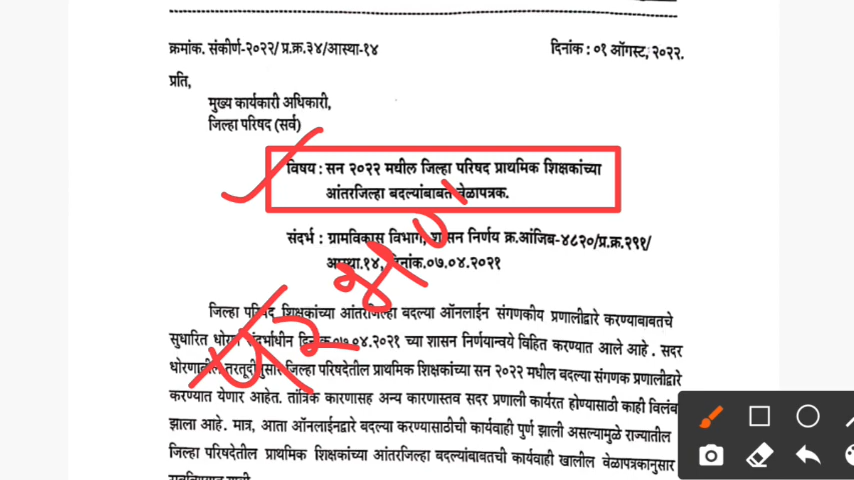 क्रमांक. संकीर्ण-२०२२/ प्र.क्र.३४/आस्था-१४
दिनांक : ०१ ऑगस्ट, २०२२.
प्रति,
मुख्य कार्यकारी अधिकारी,
जिल्हा परिषद (सर्व)
विषय : सन २०२२ मधील जिल्हा परिषद प्राथमिक शिक्षकांच्या
आंतरजिल्हा बदल्यांबाबत वेळापत्रक.
संदर्भ : ग्रामविकास विभाग, शासन निर्णय क्र.आंजिब-४८२०/प्र.क्र.२९१/
आस्था.१४, दिनांक.०७.०४.२०२१
जिल्हा परिषद शिक्षकांच्या आंतरजिल्हा बदल्या ऑनलाईन संगणकीय प्रणालीद्वारे करण्याबाबतचे
सुधारित धोरण संदर्भाधीन दिनांक.०७.०४.२०२१ च्या शासन निर्णयान्वये विहित करण्यात आले आहे. सदर
धोरणातील तरतूदीनुसार जिल्हा परिषदेतील प्राथमिक शिक्षकांच्या सन २०२२ मधील बदल्या संगणक प्रणालीद्वारे
करण्यात येणार आहेत. तांत्रिक कारणासह अन्य कारणास्तव सदर प्रणाली कार्यरत होण्यासाठी काही विलंब
झाला आहे. मात्र, आता ऑनलाईनद्वारे बदल्या करण्यासाठीची कार्यवाही पुर्ण झाली असल्यामुळे राज्यातील
जिल्हा परिषदेतील प्राथमिक शिक्षकांच्या आंतरजिल्हा बदल्यांबाबतची कार्यवाही खालील वेळापत्रकानुसार